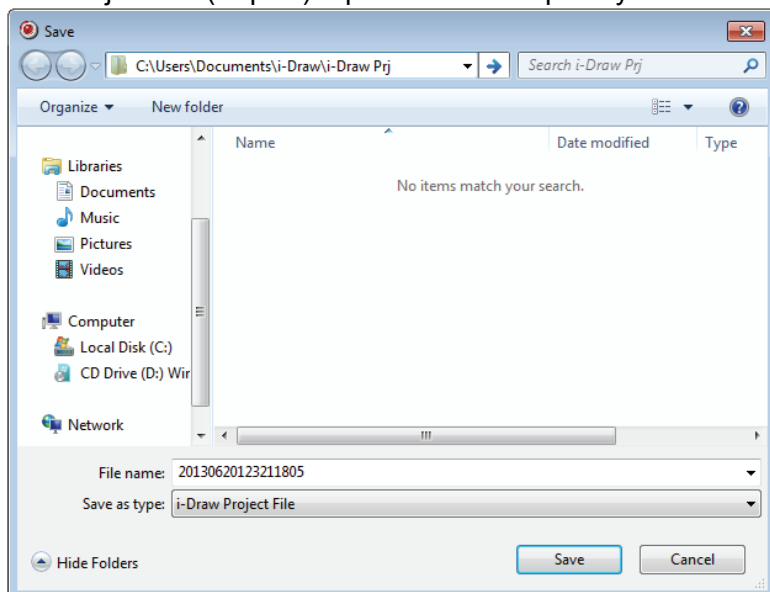 Save
C:\Users\Documents\i-Draw\i-Draw Prj
Search i-Draw Prj
Organize
New folder
Name
Date modified
Type
No items match your search.
Libraries
Documents
Music
Pictures
Videos
Computer
Local Disk (C:)
CD Drive (D:) Wir
Network
File name: 20130620123211805
Save as type: i-Draw Project File
Hide Folders
Save
Cancel